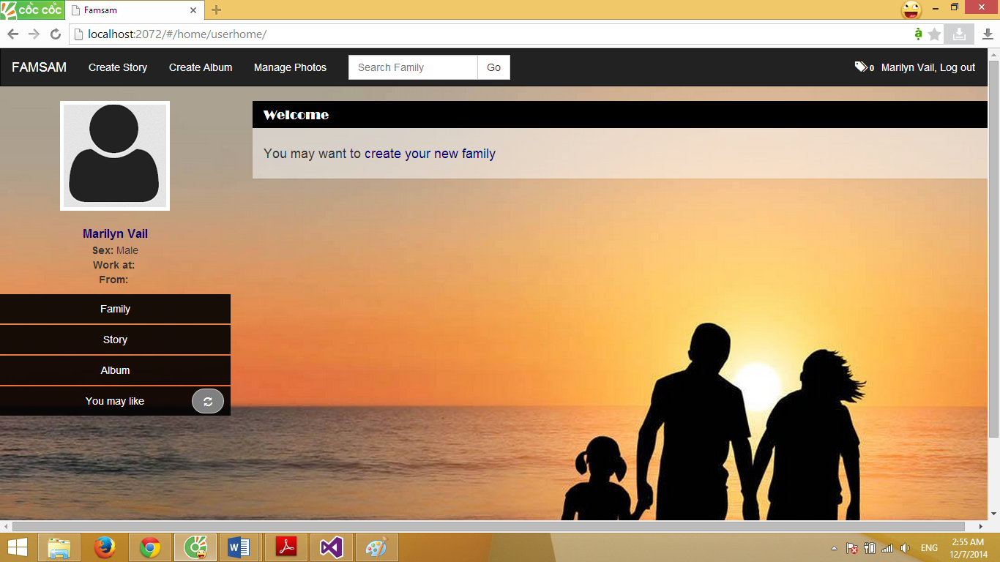 cốc cốc
Famsam
localhost:2072/#/home/userhome/
FAMSAM Create Story Create Album Manage Photos Search Family Go 0 Marilyn Vail, Log out
Welcome
You may want to create your new family
Marilyn Vail
Sex: Male
Work at:
From:
Family
Story
Album
You may like
ENG
2:55 AM
12/7/2014